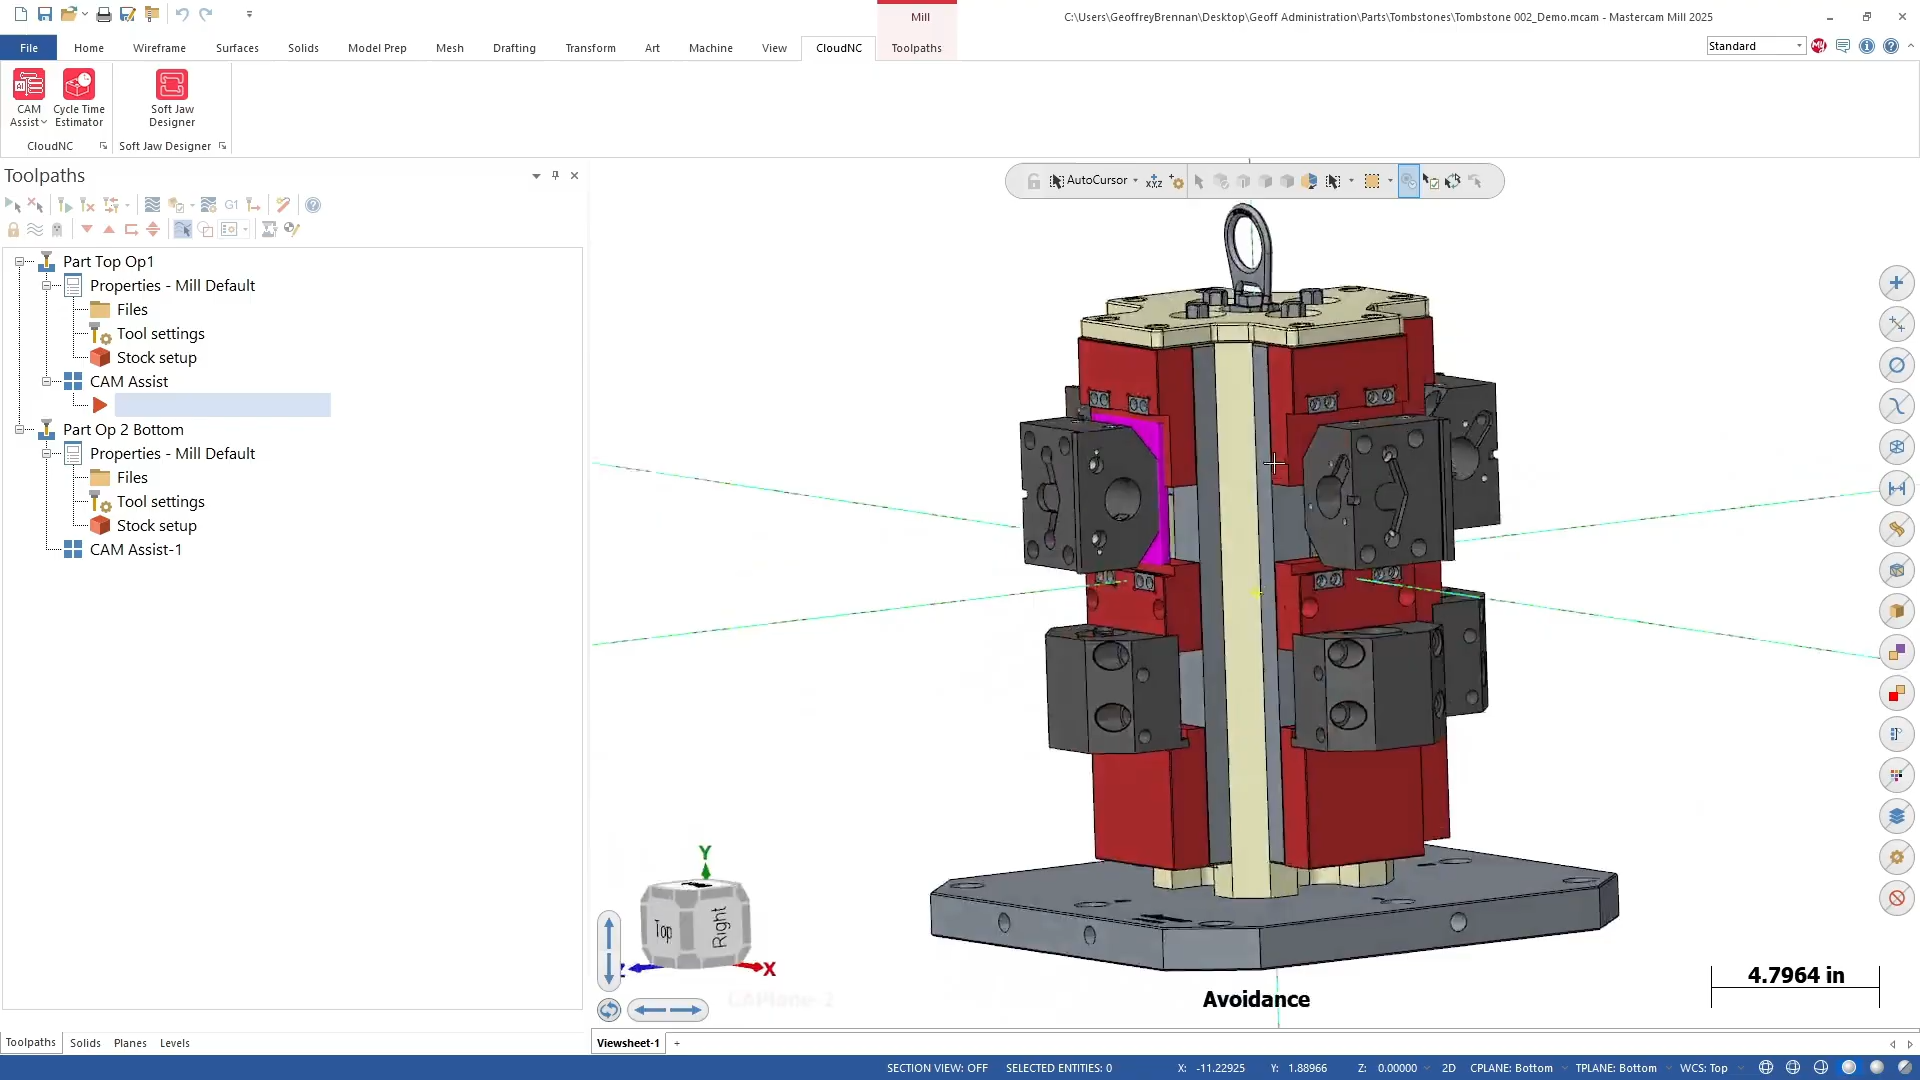 Mill
C:\Users\GeoffreyBrennan\Desktop\Geoff Administration\Parts\Tombstones\Tombstone 002_Demo.mcam - Mastercam Mill 2025
File
Home
Wireframe
Surfaces
Solids
Model Prep
Mesh
Drafting
Transform
Art
Machine
View
CloudNC
Toolpaths
Standard
CAM Assist
Cycle Time Estimator
Soft Jaw Designer
CloudNC
Soft Jaw Designer
Toolpaths
AutoCursor
XYZ
G1
Part Top Op1
Properties - Mill Default
Files
Tool settings
Stock setup
CAM Assist
Part Op 2 Bottom
Properties - Mill Default
Files
Tool settings
Stock setup
CAM Assist-1
Y
Top
Right
X
Z
CAPlane-2
Avoidance
4.7964 in
Toolpaths
Solids
Planes
Levels
Viewsheet-1
+
SECTION VIEW: OFF
SELECTED ENTITIES: 0
X: -11.22925
Y: 1.88966
Z: 0.00000
2D
CPLANE: Bottom
TPLANE: Bottom
WCS: Top